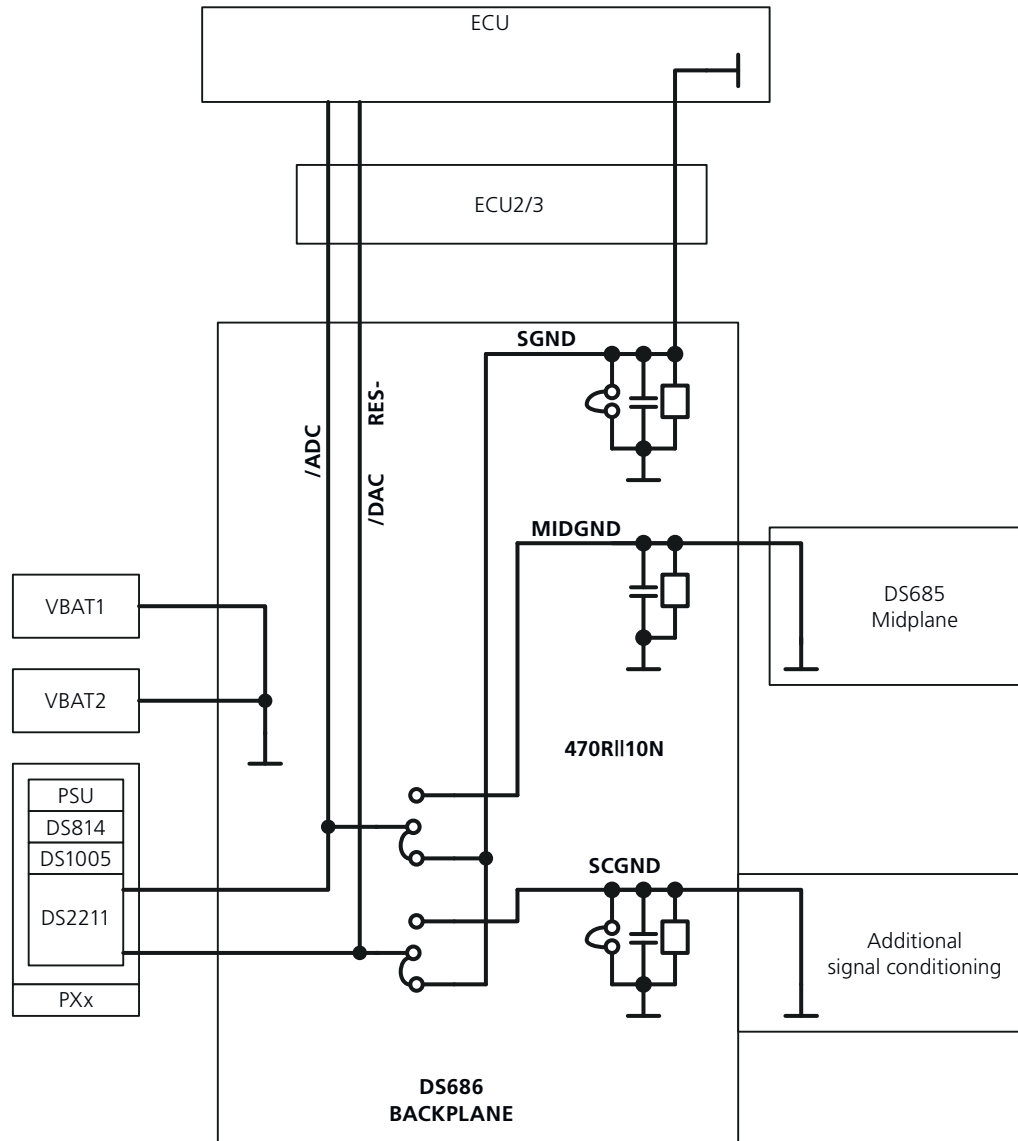 ECU
ECU2/3
SGND
RES-
/ADC
/DAC
MIDGND
DS685
Midplane
VBAT1
VBAT2
470R||10N
PSU
DS814
DS1005
DS2211
PXx
SCGND
Additional
signal conditioning
DS686
BACKPLANE